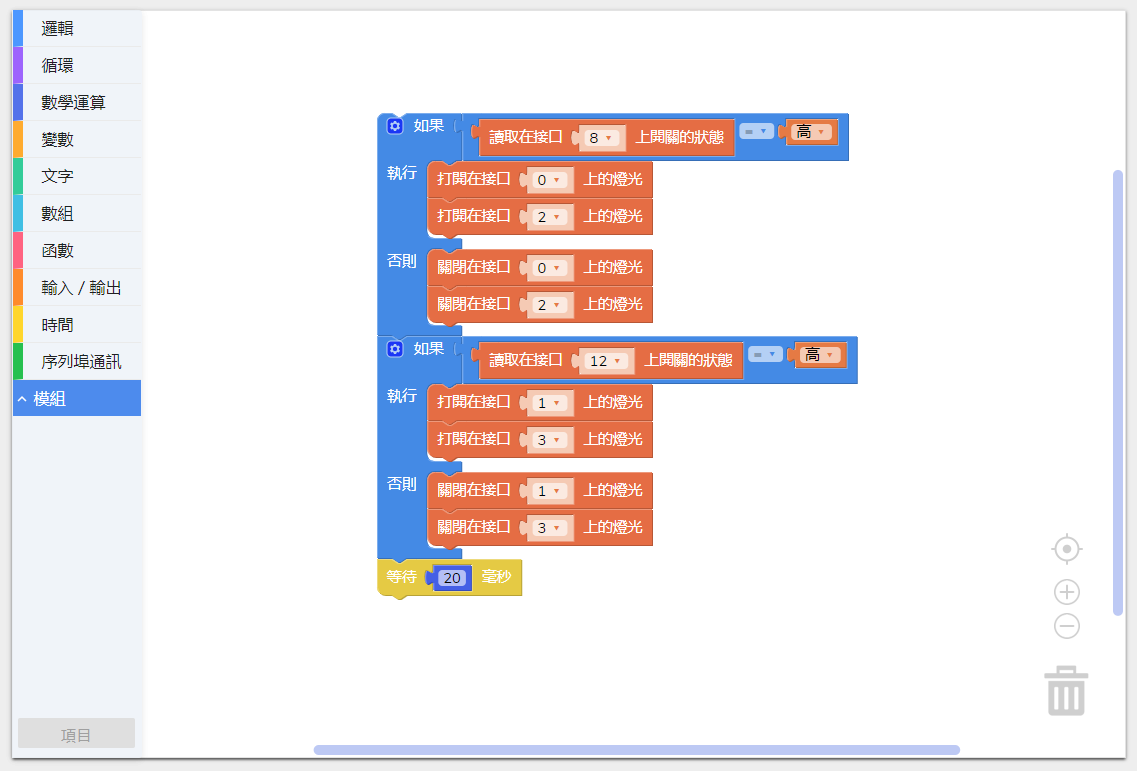 邏輯
循環
數學運算
變數
文字
數組
函數
輸入 / 輸出
時間
序列埠通訊
模組
項目
如果 讀取在接口 8 上開關的狀態 = 高
執行 打開在接口 0 上的燈光
打開在接口 2 上的燈光
否則 關閉在接口 0 上的燈光
關閉在接口 2 上的燈光
如果 讀取在接口 12 上開關的狀態 = 高
執行 打開在接口 1 上的燈光
打開在接口 3 上的燈光
否則 關閉在接口 1 上的燈光
關閉在接口 3 上的燈光
等待 20 毫秒